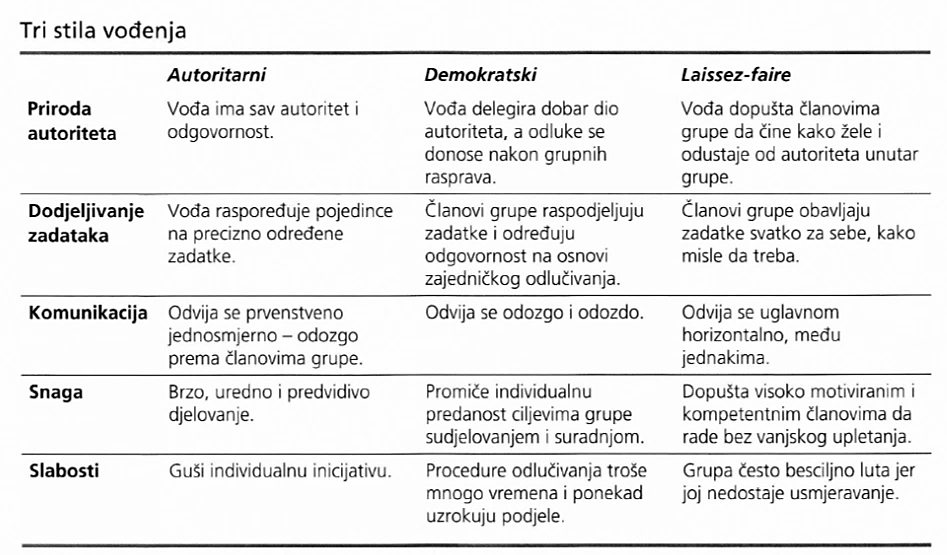 Tri stila vođenja
Autoritarni Demokratski Laissez-faire
Priroda autoriteta
Vođa ima sav autoritet i
odgovornost.
Vođa delegira dobar dio
autoriteta, a odluke se
donose nakon grupnih
rasprava.
Vođa dopušta članovima
grupe da čine kako žele i
odustaje od autoriteta unutar
grupe.
Dodjeljivanje
zadataka
Vođa raspoređuje pojedince
na precizno određene
zadatke.
Članovi grupe raspodjeljuju
zadatke i određuju
odgovornost na osnovi
zajedničkog odlučivanja.
Članovi grupe obavljaju
zadatke svatko za sebe, kako
misle da treba.
Komunikacija
Odvija se prvenstveno
jednosmjerno – odozgo
prema članovima grupe.
Odvija se odozgo i odozdo.
Odvija se uglavnom
horizontalno, među
jednakima.
Snaga
Brzo, uredno i predvidivo
djelovanje.
Promiče individualnu
predanost ciljevima grupe
sudjelovanjem i suradnjom.
Dopušta visoko motiviranim i
kompetentnim članovima da
rade bez vanjskog upletanja.
Slabosti
Guši individualnu inicijativu.
Procedure odlučivanja troše
mnogo vremena i ponekad
uzrokuju podjele.
Grupa često besciljno luta jer
joj nedostaje usmjeravanje.